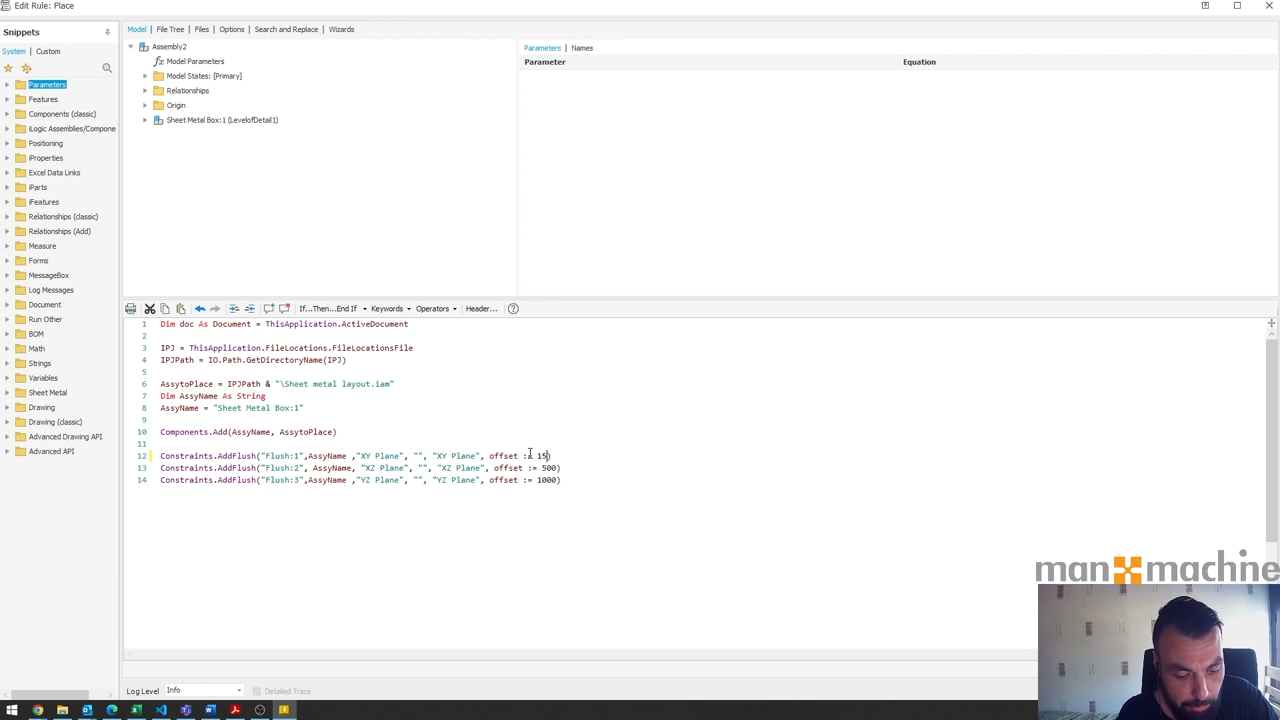 Edit Rule: Place
Snippets
System Custom
Parameters
Features
Components (classic)
iLogic Assemblies/Compone
Positioning
iProperties
Excel Data Links
iParts
iFeatures
Relationships (classic)
Relationships (Add)
Measure
Forms
MessageBox
Log Messages
Document
Run Other
BOM
Math
Strings
Variables
Sheet Metal
Drawing
Drawing (classic)
Advanced Drawing API
Advanced API
Model File Tree Files Options Search and Replace Wizards
Assembly2
fx Model Parameters
Model States: [Primary]
Relationships
Origin
Sheet Metal Box:1 (LevelofDetail1)
Parameters Names
Parameter Equation
If...Then...End If Keywords Operators Header...
1 Dim doc As Document = ThisApplication.ActiveDocument
2
3 IPJ = ThisApplication.FileLocations.FileLocationsFile
4 IPJPath = IO.Path.GetDirectoryName(IPJ)
5
6 AssytoPlace = IPJPath & "\Sheet metal layout.iam"
7 Dim AssyName As String
8 AssyName = "Sheet Metal Box:1"
9
10 Components.Add(AssyName, AssytoPlace)
11
12 Constraints.AddFlush("Flush:1",AssyName ,"XY Plane", "", "XY Plane", offset := 15)
13 Constraints.AddFlush("Flush:2", AssyName, "XZ Plane", "", "XZ Plane", offset := 500)
14 Constraints.AddFlush("Flush:3",AssyName ,"YZ Plane", "", "YZ Plane", offset := 1000)
man machine
Log Level Info Detailed Trace